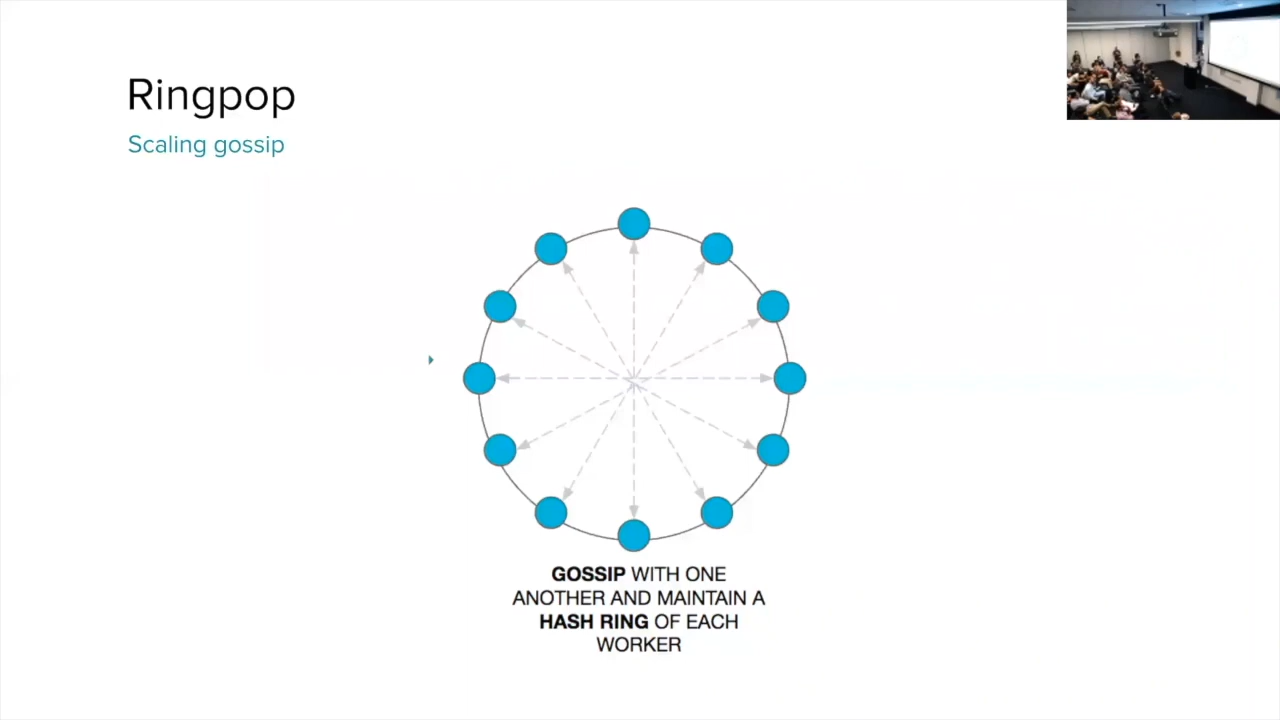 Ringpop
Scaling gossip
GOSSIP WITH ONE
ANOTHER AND MAINTAIN A
HASH RING OF EACH
WORKER